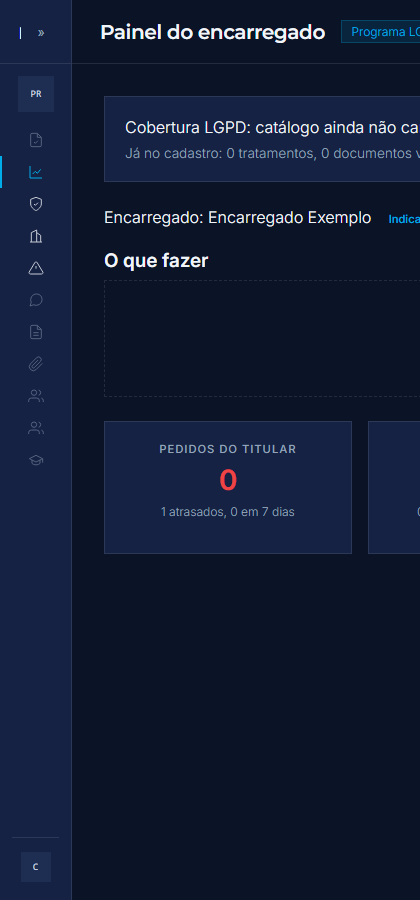 »
Painel do encarregado
Programa LG
PR
Cobertura LGPD: catálogo ainda não ca
Já no cadastro: 0 tratamentos, 0 documentos v
Encarregado: Encarregado Exemplo
Indica
O que fazer
PEDIDOS DO TITULAR
0
1 atrasados, 0 em 7 dias
C